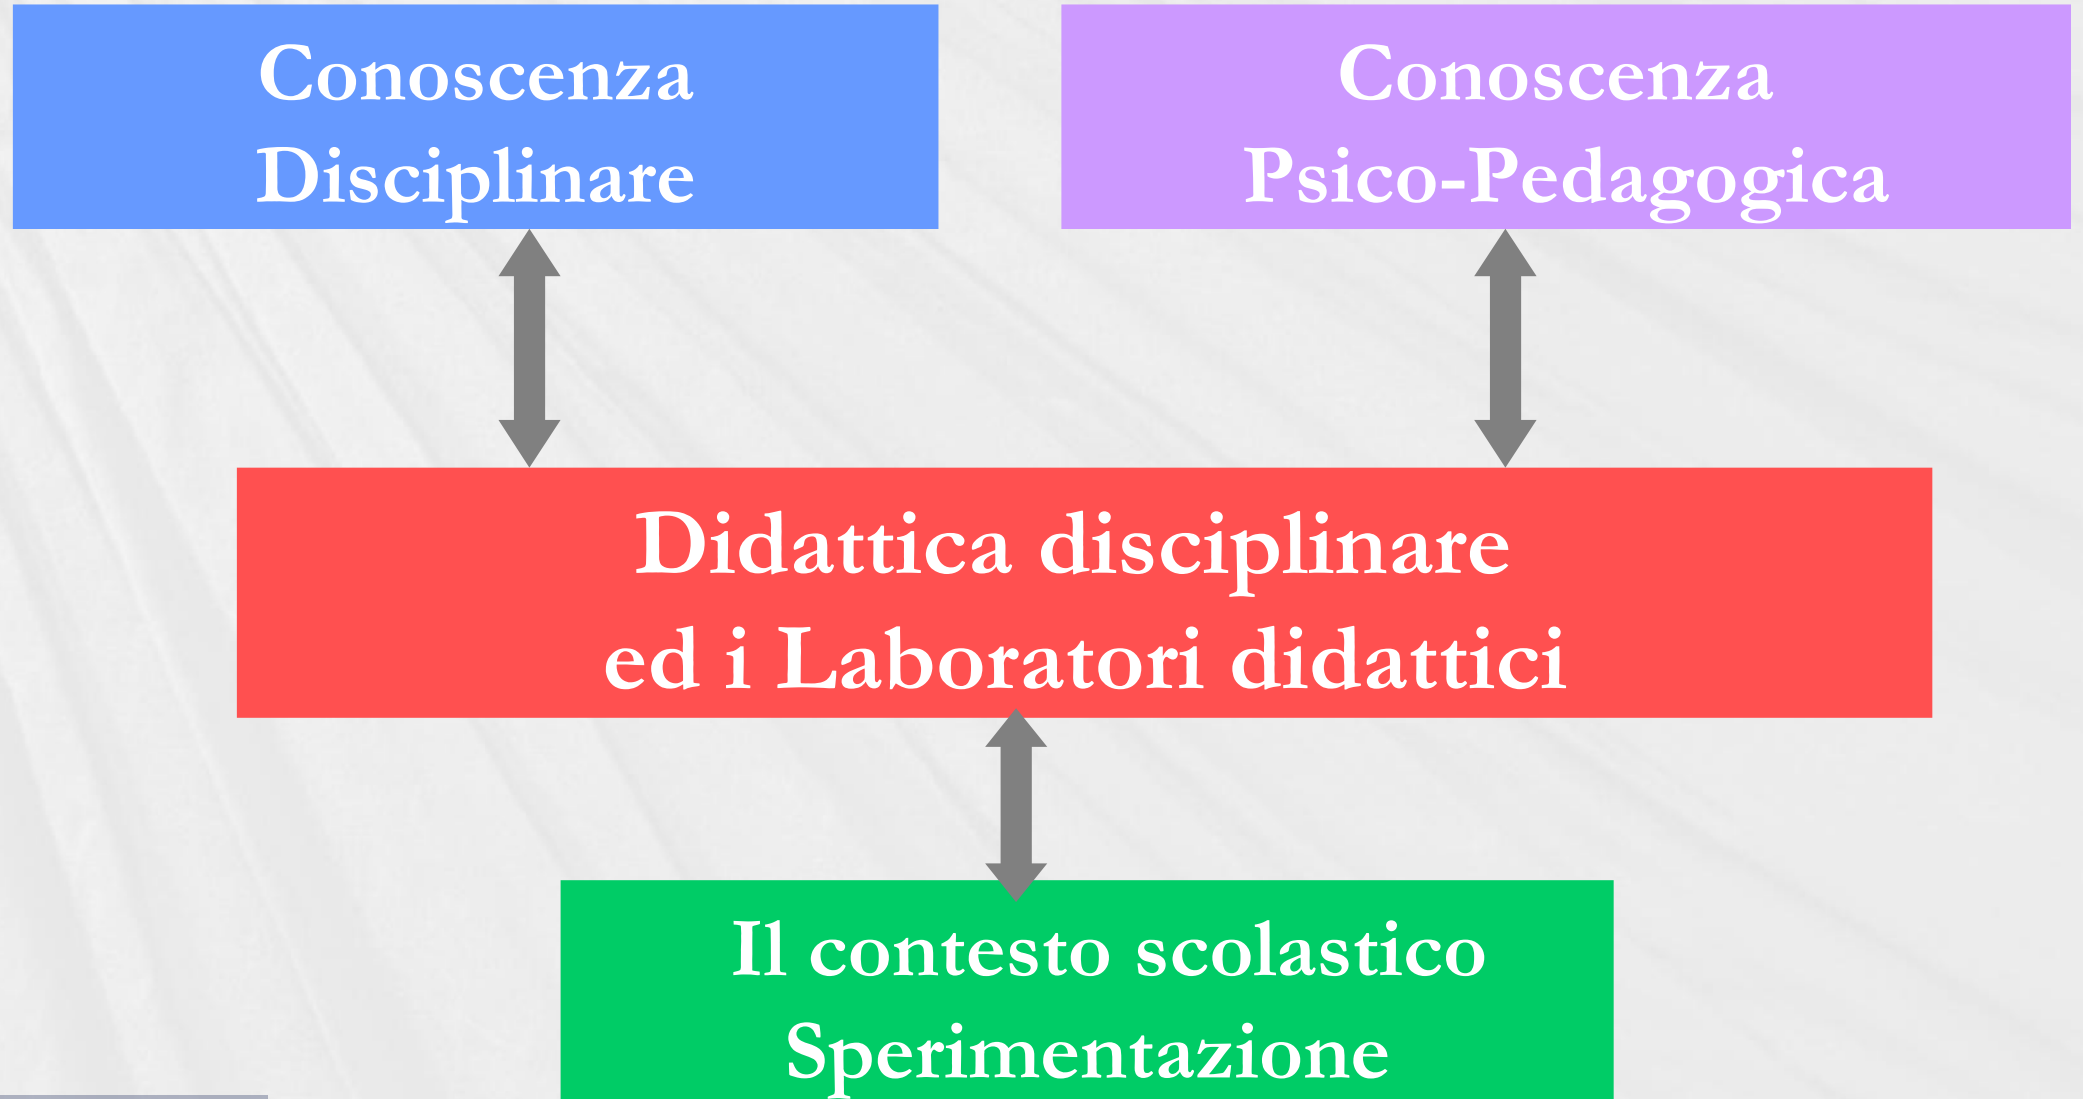 Conoscenza
Disciplinare
Conoscenza
Psico-Pedagogica
Didattica disciplinare
ed i Laboratori didattici
Il contesto scolastico
Sperimentazione